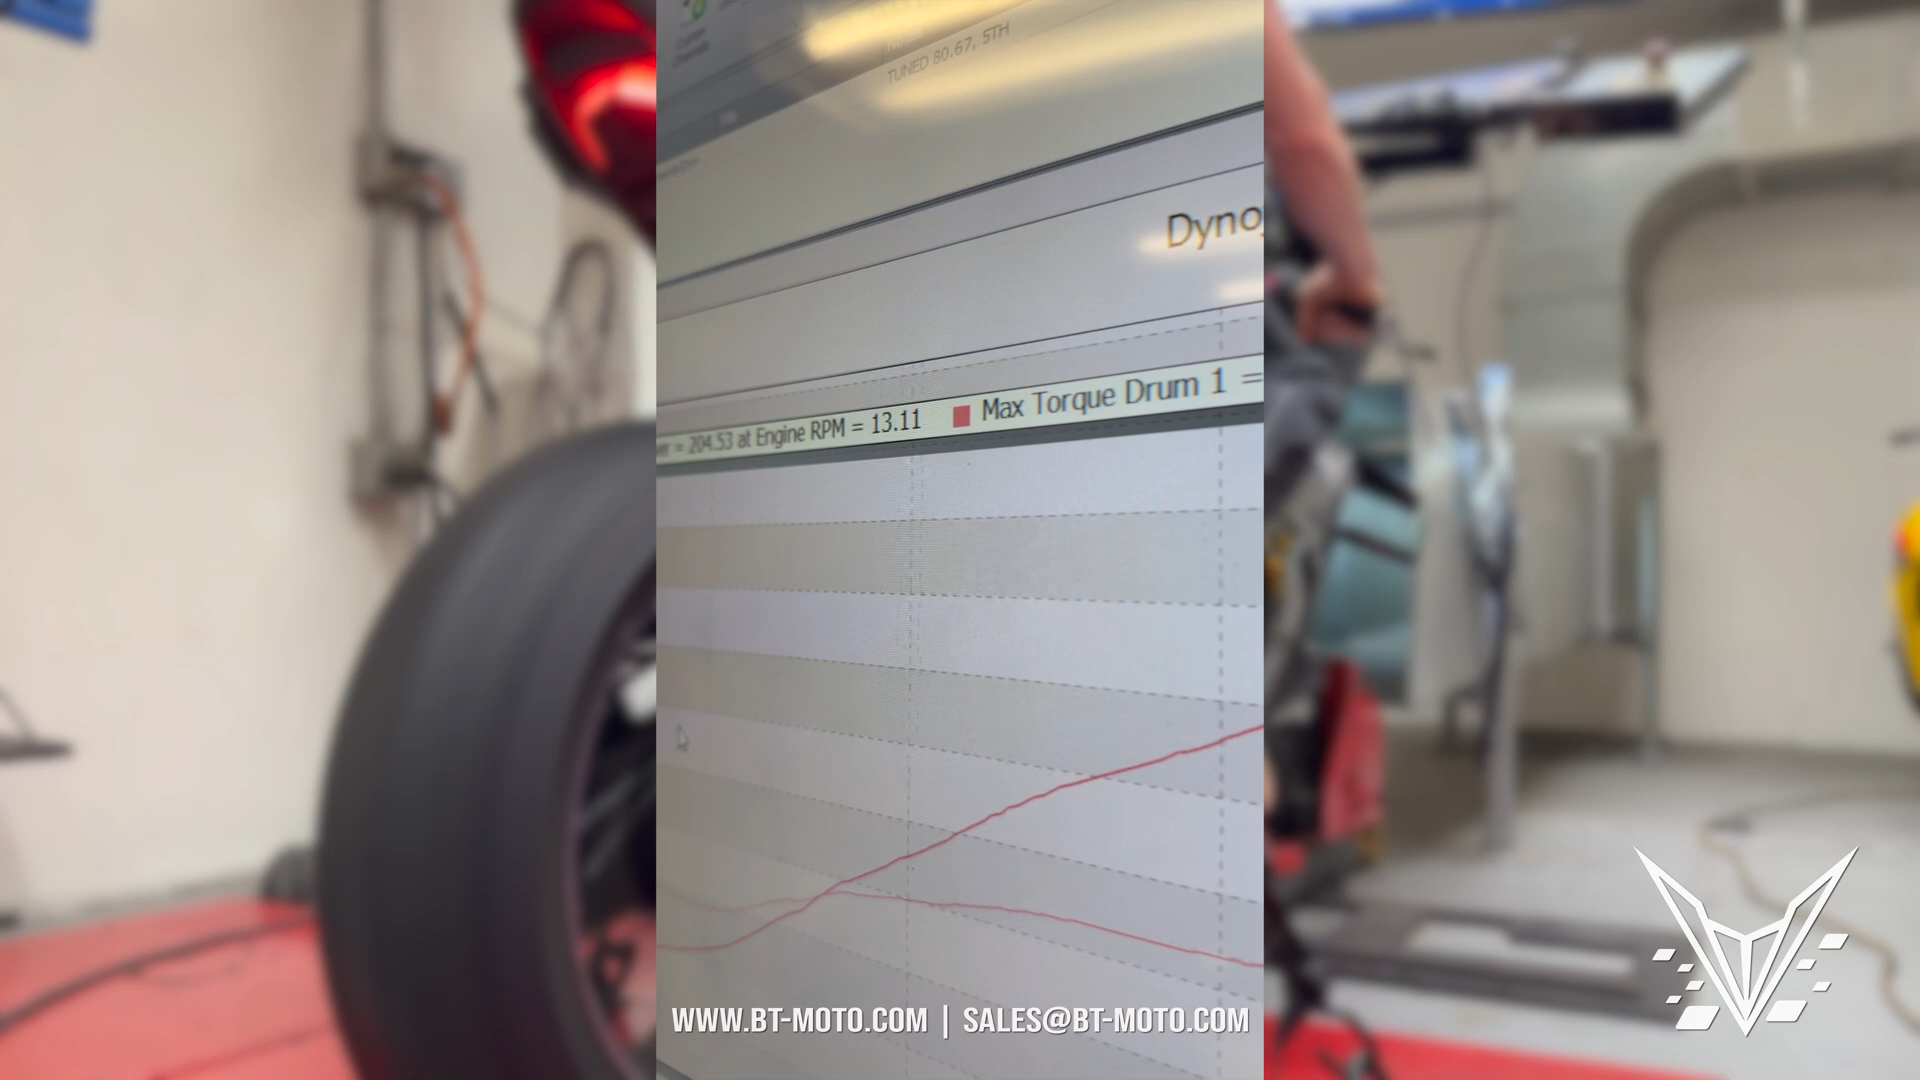 TUNED 80.67, 5TH
Dyno
= 204.53 at Engine RPM = 13.11
Max Torque Drum 1 =
WWW.BT-MOTO.COM | SALES@BT-MOTO.COM